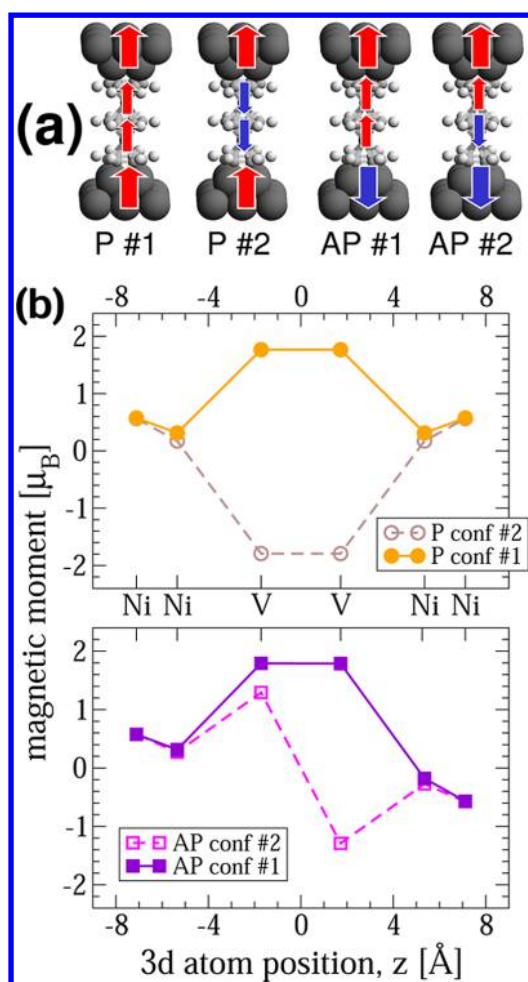 (a)
P #1 P #2 AP #1 AP #2
(b)
-8 -4 0 4 8
2
1
0
-1
-2
P conf #2
P conf #1
Ni Ni V V Ni Ni
magnetic moment [μB]
2
1
0
-1
-2
AP conf #2
AP conf #1
-8 -4 0 4 8
3d atom position, z [Å]